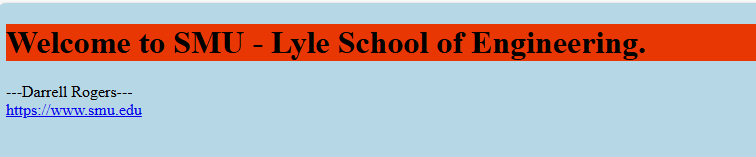 Welcome to SMU - Lyle School of Engineering.
---Darrell Rogers---
https://www.smu.edu